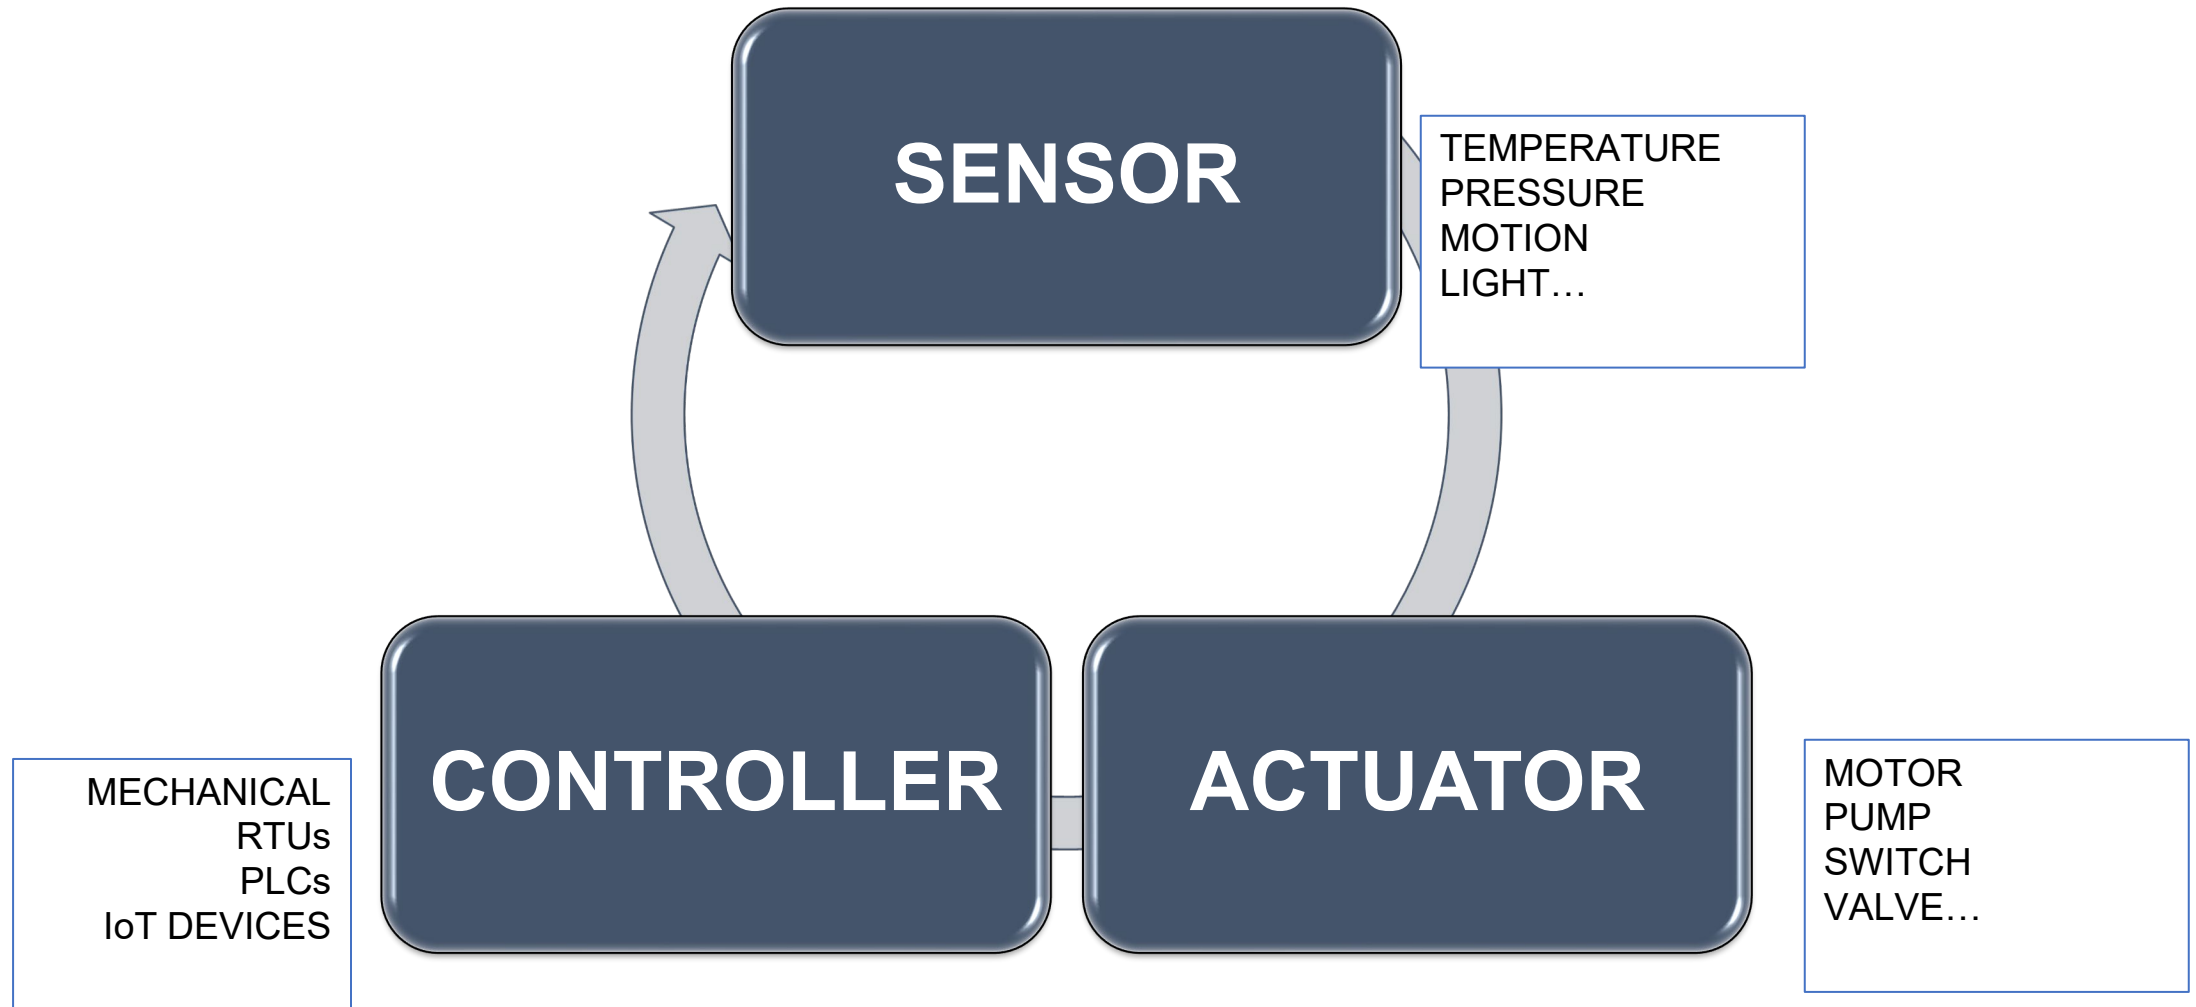 SENSOR
TEMPERATURE
PRESSURE
MOTION
LIGHT…
CONTROLLER
MECHANICAL
RTUs
PLCs
IoT DEVICES
ACTUATOR
MOTOR
PUMP
SWITCH
VALVE…